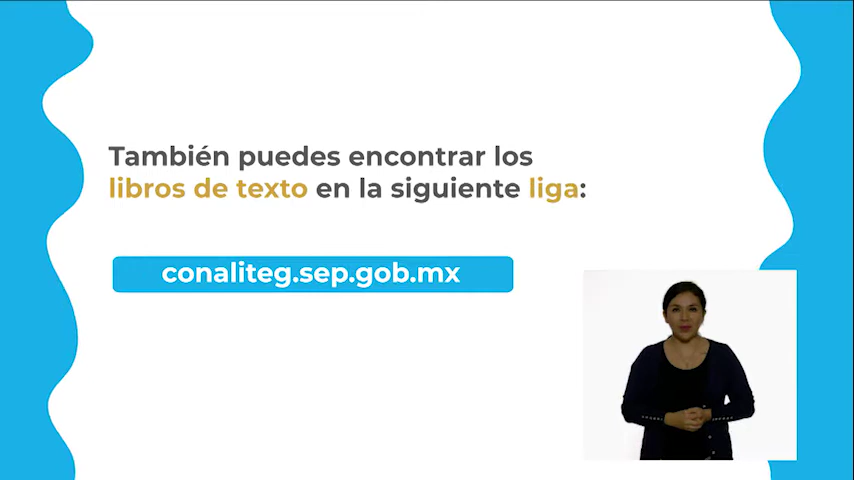 También puedes encontrar los
libros de texto en la siguiente liga:
conaliteg.sep.gob.mx